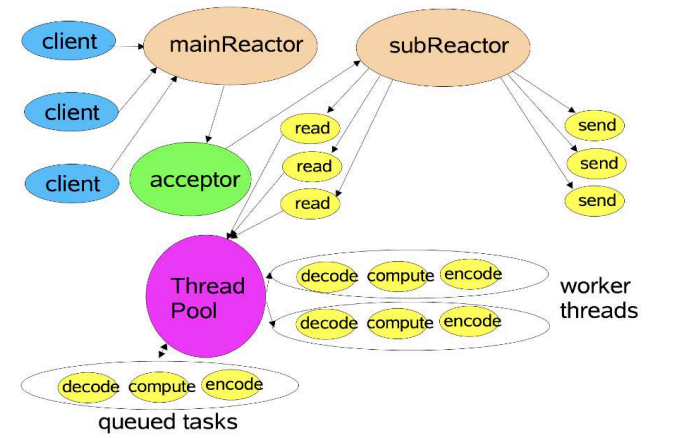 client
mainReactor
subReactor
client
read
send
read
send
client
acceptor
read
send
Thread
Pool
decode
compute
encode
worker
threads
decode
compute
encode
decode
compute
encode
queued tasks